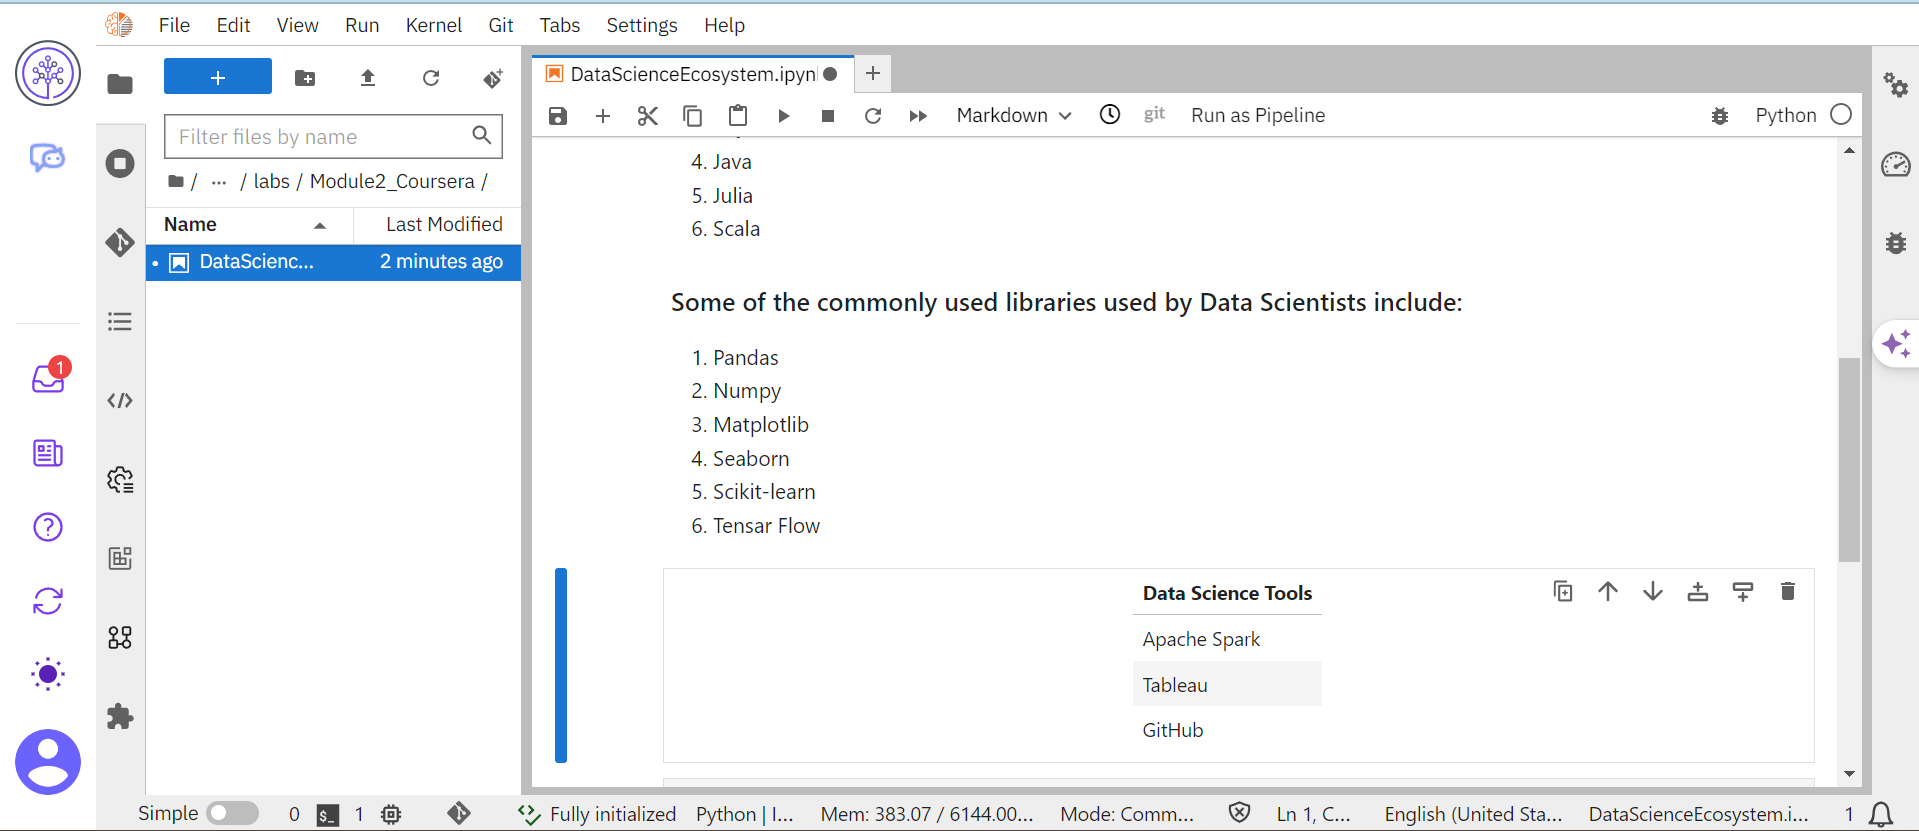 File Edit View Run Kernel Git Tabs Settings Help
DataScienceEcosystem.ipyn
Filter files by name
Markdown
git
Run as Pipeline
Python
/ ... / labs / Module2_Coursera /
Name
Last Modified
DataScienc...
2 minutes ago
4. Java
5. Julia
6. Scala
Some of the commonly used libraries used by Data Scientists include:
1. Pandas
2. Numpy
3. Matplotlib
4. Seaborn
5. Scikit-learn
6. Tensar Flow
1
Data Science Tools
Apache Spark
Tableau
GitHub
Simple 0 $_ 1 Fully initialized Python | I... Mem: 383.07 / 6144.00... Mode: Comm... Ln 1, C... English (United Sta... DataScienceEcosystem.i... 1